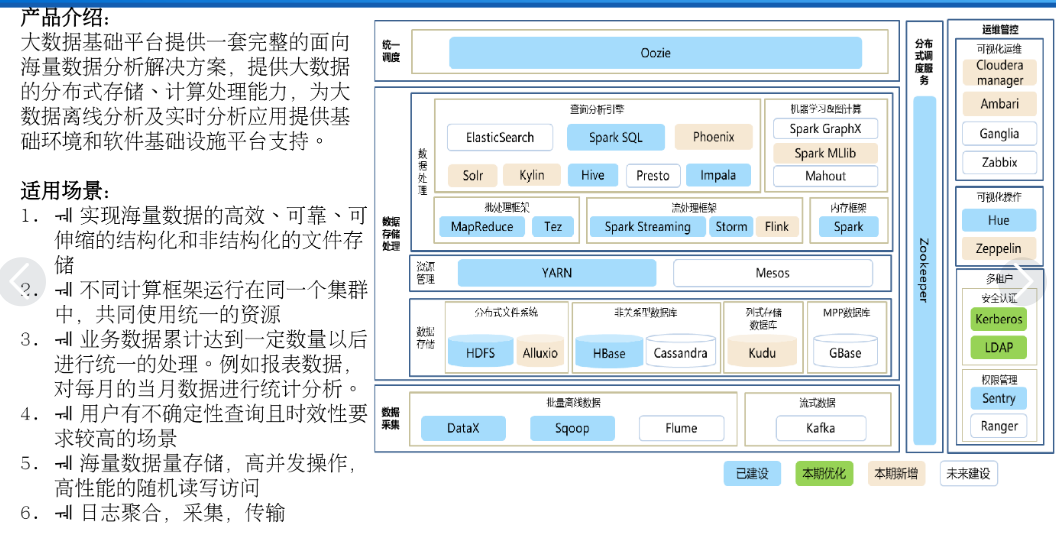 产品介绍:
大数据基础平台提供一套完整的面向
海量数据分析解决方案，提供大数据
的分布式存储、计算处理能力，为大
数据离线分析及实时分析应用提供基
础环境和软件基础设施平台支持。
适用场景:
1. 实现海量数据的高效、可靠、可
伸缩的结构化和非结构化的文件存
储
2. 不同计算框架运行在同一个集群
中，共同使用统一的资源
3. 业务数据累计达到一定数量以后
进行统一的处理。例如报表数据，
对每月的当月数据进行统计分析。
4. 用户有不确定性查询且时效性要
求较高的场景
5. 海量数据量存储，高并发操作，
高性能的随机读写访问
6. 日志聚合，采集，传输
统一
调度
Oozie
数据
存储
处理
数据处理
查询分析引擎
ElasticSearch
Spark SQL
Phoenix
Solr
Kylin
Hive
Presto
Impala
机器学习&图计算
Spark GraphX
Spark MLlib
Mahout
批处理框架
MapReduce
Tez
流处理框架
Spark Streaming
Storm
Flink
内存框架
Spark
资源
管理
YARN
Mesos
数据
存储
分布式文件系统
HDFS
Alluxio
非关系型数据库
HBase
Cassandra
列式存储
数据库
Kudu
MPP数据库
GBase
数据
采集
批量离线数据
DataX
Sqoop
Flume
流式数据
Kafka
分布
式调
度服
务
Zookeeper
运维管控
可视化运维
Cloudera
manager
Ambari
Ganglia
Zabbix
可视化操作
Hue
Zeppelin
多租户
安全认证
Kerberos
LDAP
权限管理
Sentry
Ranger
已建设
本期优化
本期新增
未来建设